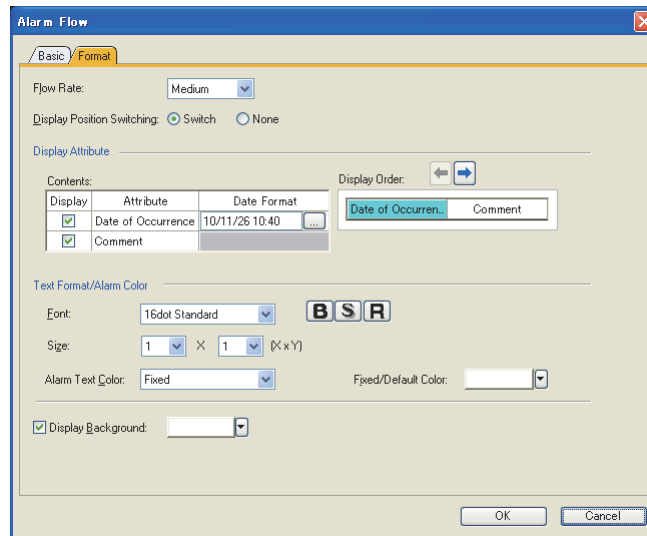 Alarm Flow
Basic Format
Flow Rate: Medium
Display Position Switching: Switch None
Display Attribute
Contents: Display Order:
Display Attribute Date Format
Date of Occurrence 10/11/26 10:40 ...
Comment
Date of Occurren... Comment
Text Format/Alarm Color
Font: 16dot Standard B S R
Size: 1 X 1 (X x Y)
Alarm Text Color: Fixed Fixed/Default Color:
Display Background:
OK Cancel